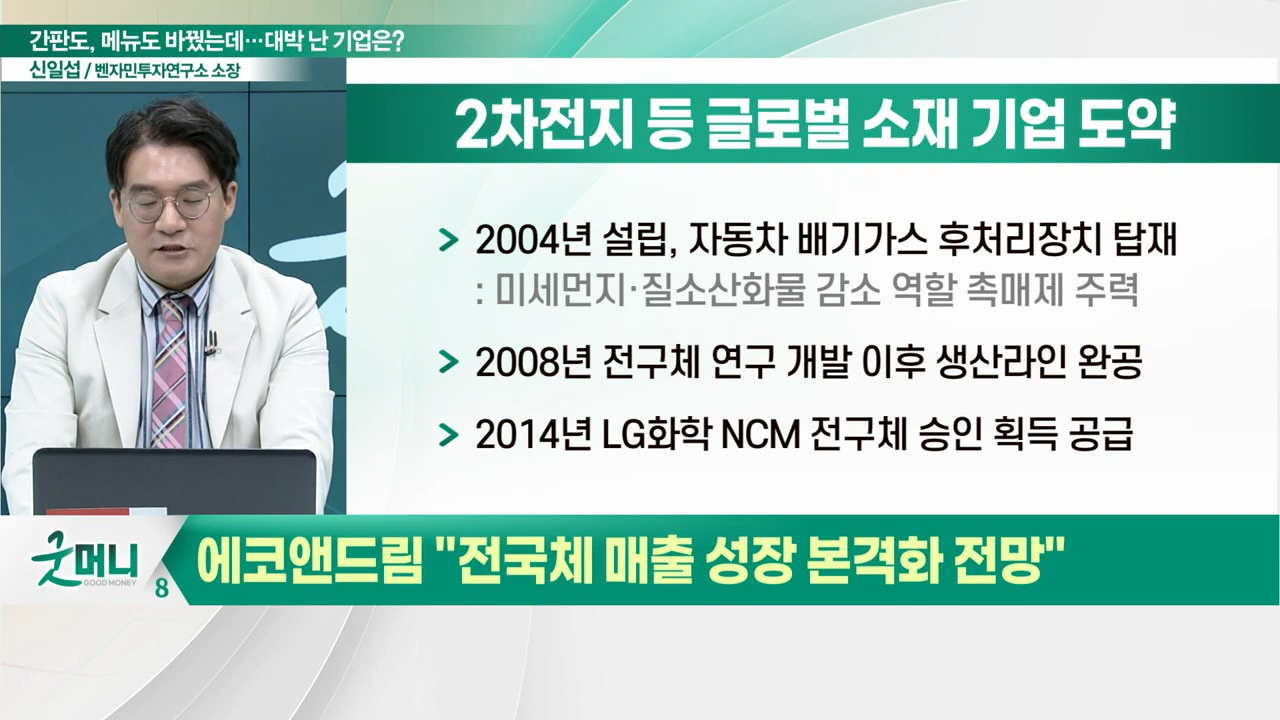 간판도, 메뉴도 바꿨는데…대박 난 기업은?
신일섭 / 벤자민투자연구소 소장
2차전지 등 글로벌 소재 기업 도약
> 2004년 설립, 자동차 배기가스 후처리장치 탑재
: 미세먼지·질소산화물 감소 역할 촉매제 주력
> 2008년 전구체 연구 개발 이후 생산라인 완공
> 2014년 LG화학 NCM 전구체 승인 획득 공급
굿머니
GOOD MONEY
8
에코앤드림 "전국체 매출 성장 본격화 전망"